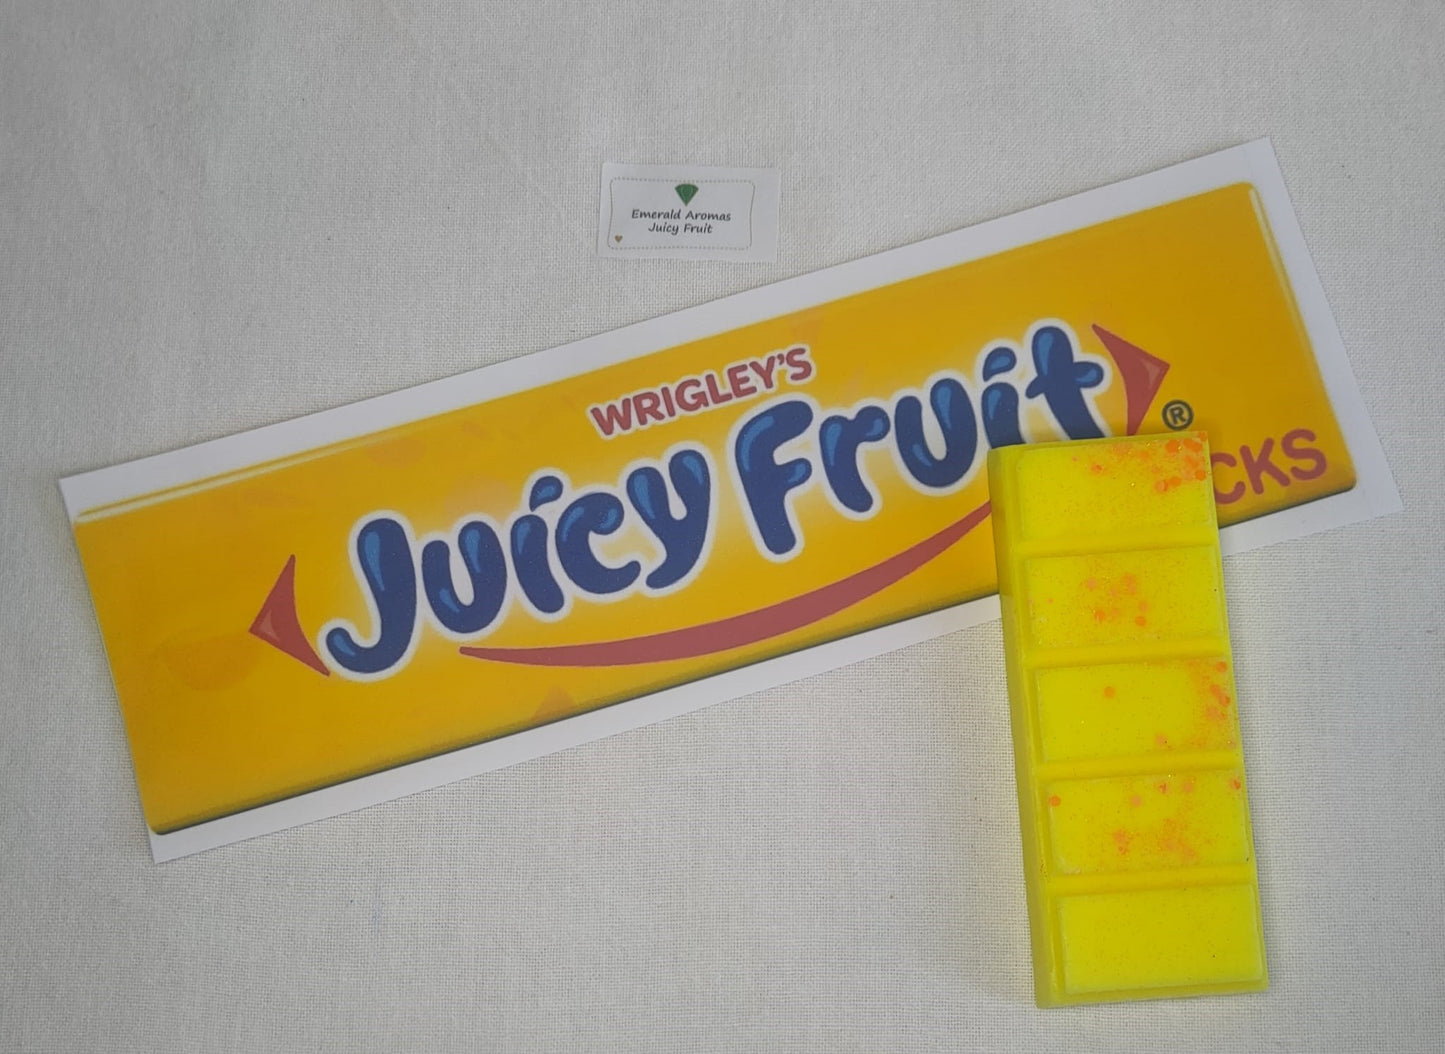 Emerald Aromas
Juicy Fruit
WRIGLEY'S
Juicy Fruit
®
CKS